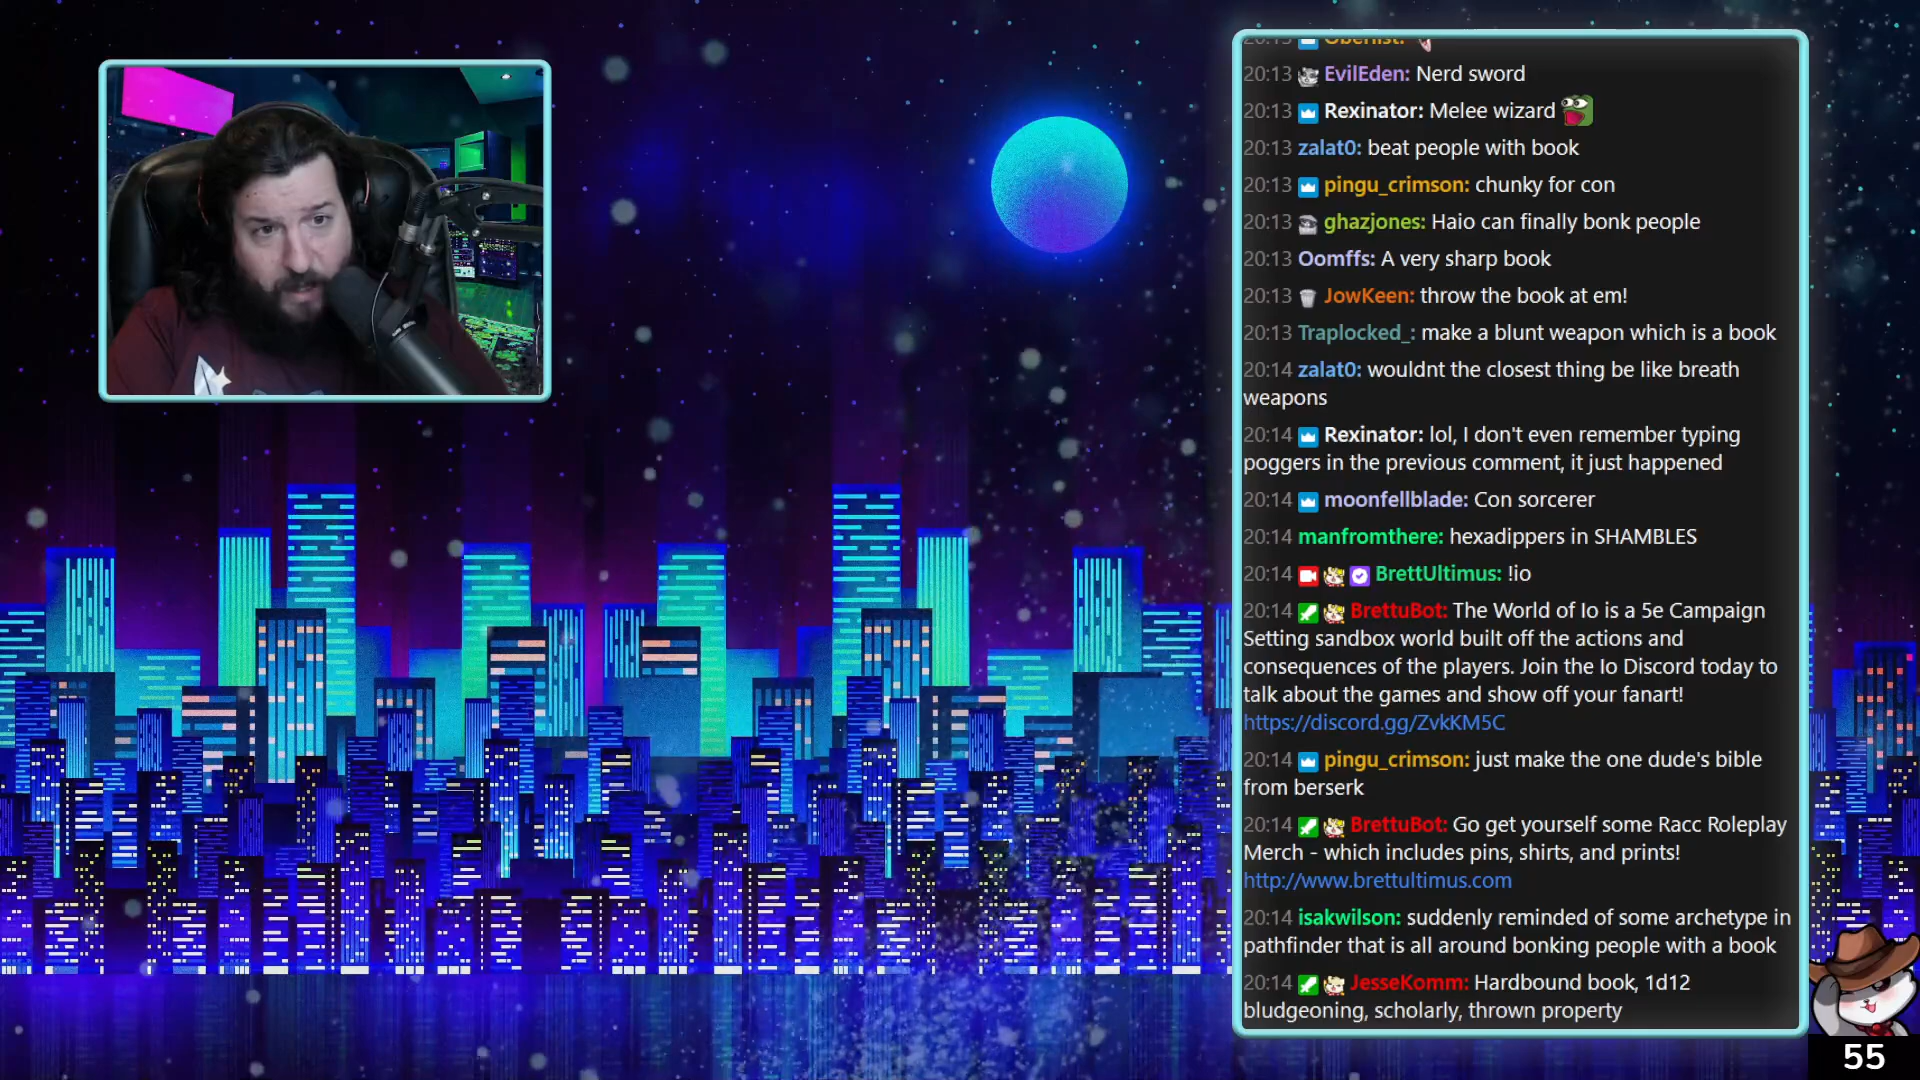 20:13 EvilEden: Nerd sword
20:13 Rexinator: Melee wizard
20:13 zalat0: beat people with book
20:13 pingu_crimson: chunky for con
20:13 ghazjones: Haio can finally bonk people
20:13 Oomffs: A very sharp book
20:13 JowKeen: throw the book at em!
20:13 Traplocked_: make a blunt weapon which is a book
20:14 zalat0: wouldnt the closest thing be like breath
weapons
20:14 Rexinator: lol, I don't even remember typing
poggers in the previous comment, it just happened
20:14 moonfellblade: Con sorcerer
20:14 manfromthere: hexadippers in SHAMBLES
20:14 BrettUltimus: !io
20:14 BrettuBot: The World of Io is a 5e Campaign
Setting sandbox world built off the actions and
consequences of the players. Join the Io Discord today to
talk about the games and show off your fanart!
https://discord.gg/ZvkKM5C
20:14 pingu_crimson: just make the one dude's bible
from berserk
20:14 BrettuBot: Go get yourself some Racc Roleplay
Merch - which includes pins, shirts, and prints!
http://www.brettultimus.com
20:14 isakwilson: suddenly reminded of some archetype in
pathfinder that is all around bonking people with a book
20:14 JesseKomm: Hardbound book, 1d12
bludgeoning, scholarly, thrown property
55